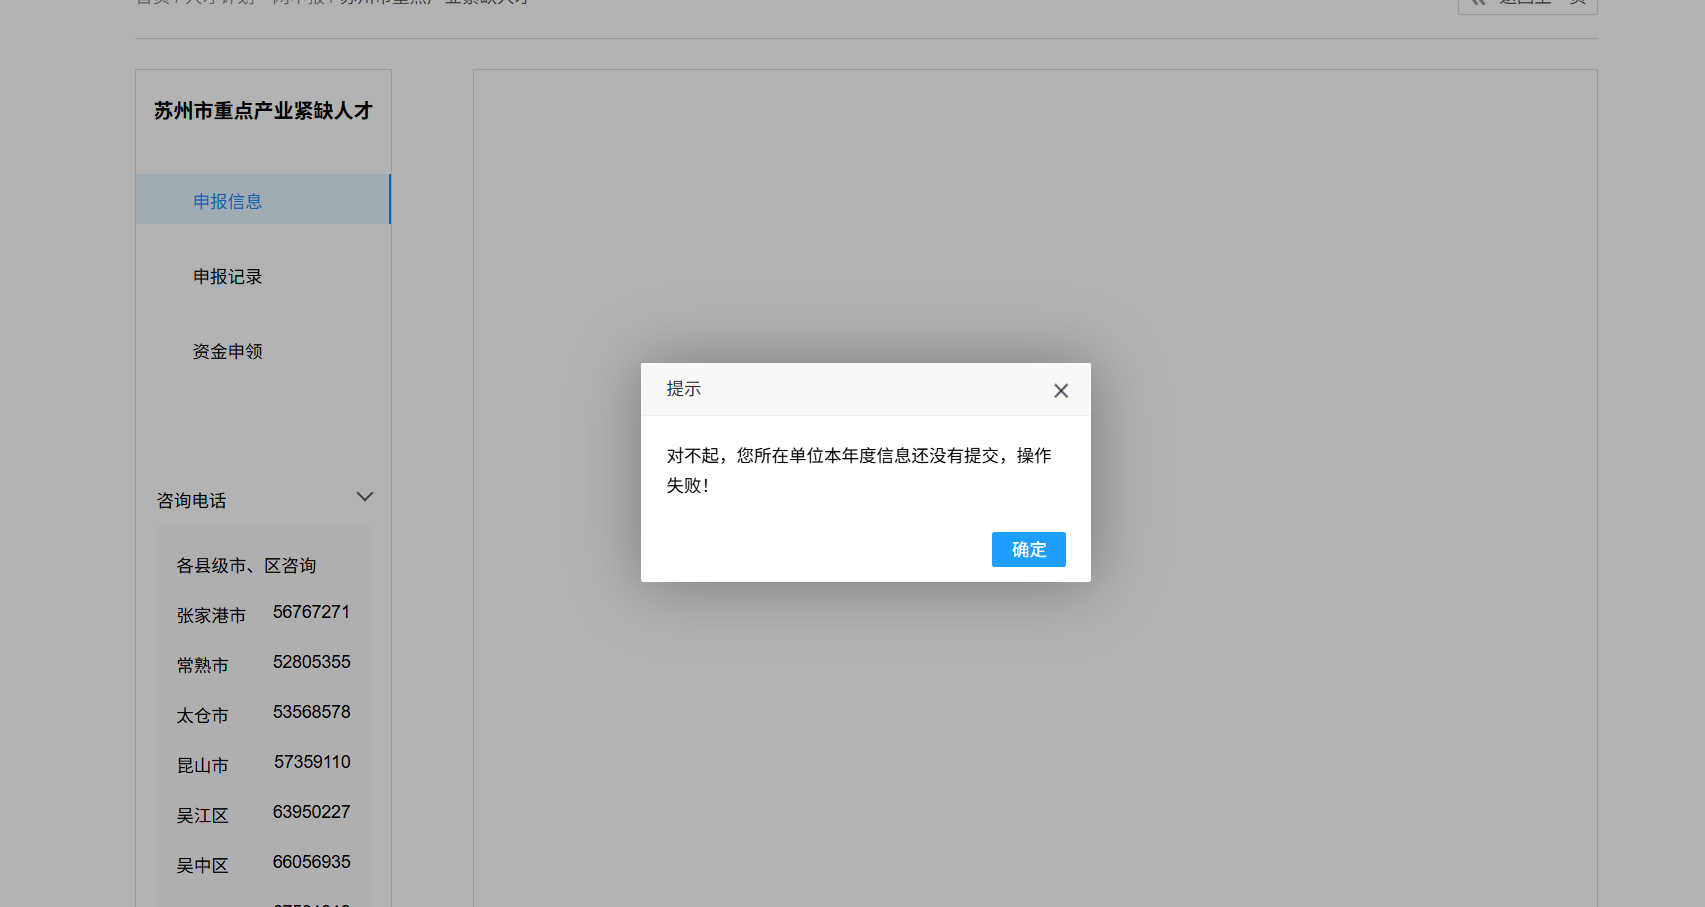 苏州市重点产业紧缺人才
申报信息
申报记录
资金申领
提示
对不起，您所在单位本年度信息还没有提交，操作
失败！
确定
咨询电话
各县级市、区咨询
张家港市 56767271
常熟市 52805355
太仓市 53568578
昆山市 57359110
吴江区 63950227
吴中区 66056935